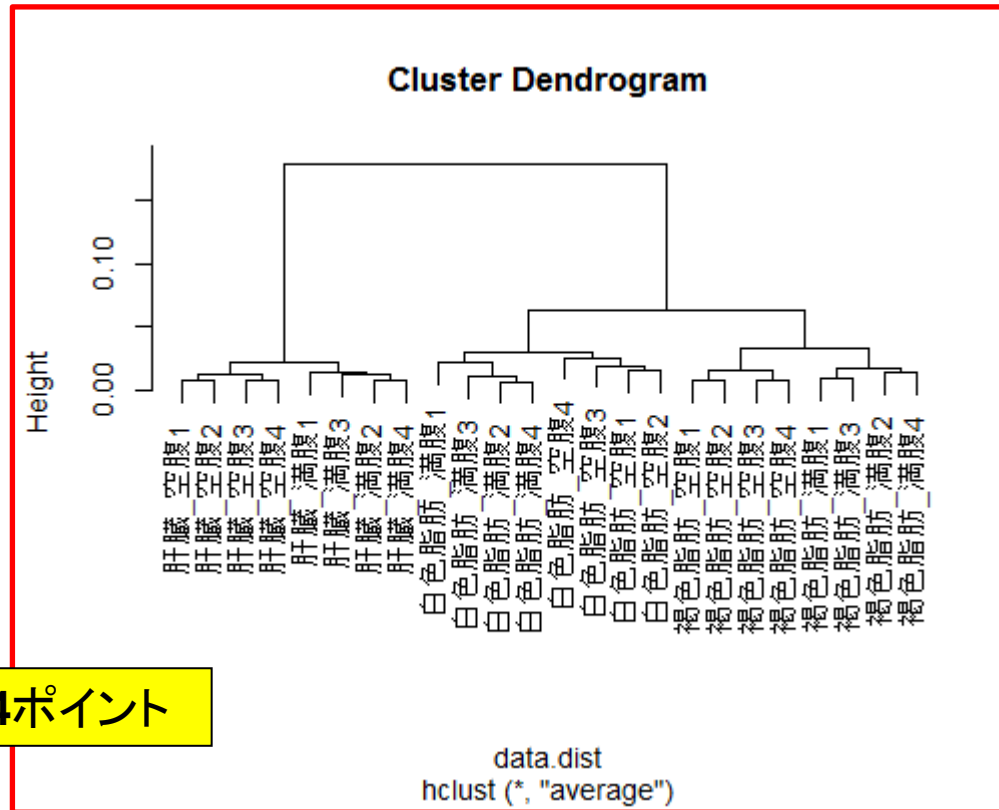 Cluster Dendrogram
Height
0.00
0.10
肝臓_空腹1
肝臓_空腹2
肝臓_空腹3
肝臓_空腹4
肝臓_満腹1
肝臓_満腹3
肝臓_満腹2
肝臓_満腹4
白色脂肪_満腹1
白色脂肪_満腹3
白色脂肪_満腹2
白色脂肪_満腹4
白色脂肪_空腹4
白色脂肪_空腹3
白色脂肪_空腹1
白色脂肪_空腹2
褐色脂肪_空腹1
褐色脂肪_空腹2
褐色脂肪_空腹3
褐色脂肪_空腹4
褐色脂肪_満腹1
褐色脂肪_満腹3
褐色脂肪_満腹2
褐色脂肪_満腹4
4ポイント
data.dist
hclust (*, "average")